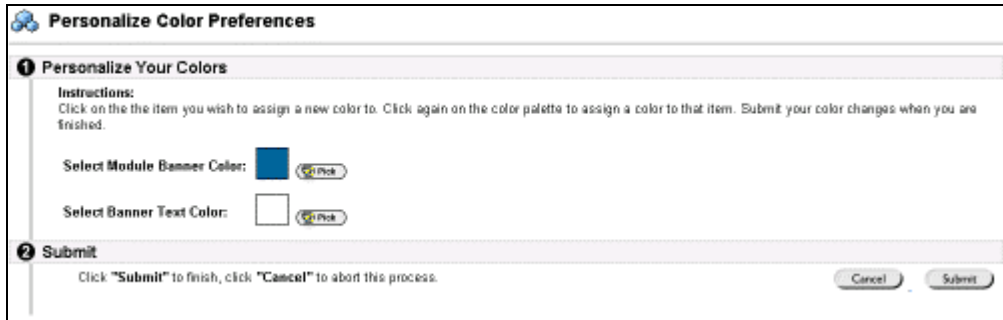 Personalize Color Preferences
1 Personalize Your Colors
Instructions:
Click on the the item you wish to assign a new color to. Click again on the color palette to assign a color to that item. Submit your color changes when you are
finished.
Select Module Banner Color: Pick
Select Banner Text Color: Pick
2 Submit
Click "Submit" to finish, click "Cancel" to abort this process.
Cancel Submit